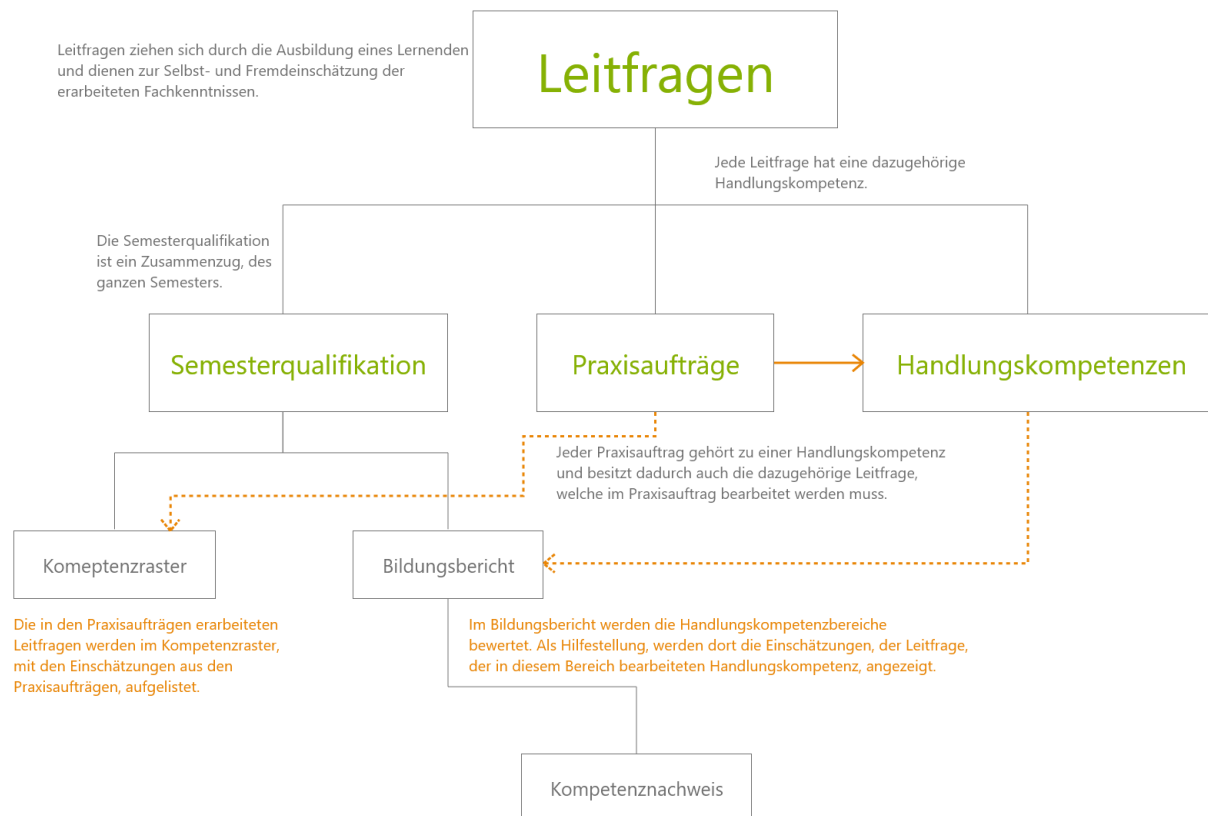 Leitfragen ziehen sich durch die Ausbildung eines Lernenden
und dienen zur Selbst- und Fremdeinschätzung der
erarbeiteten Fachkenntnissen.
Leitfragen
Jede Leitfrage hat eine dazugehörige
Handlungskompetenz.
Die Semesterqualifikation
ist ein Zusammenzug, des
ganzen Semesters.
Semesterqualifikation
Praxisaufträge
Handlungskompetenzen
Jeder Praxisauftrag gehört zu einer Handlungskompetenz
und besitzt dadurch auch die dazugehörige Leitfrage,
welche im Praxisauftrag bearbeitet werden muss.
Komeptenzraster
Bildungsbericht
Die in den Praxisaufträgen erarbeiteten
Leitfragen werden im Kompetenzraster,
mit den Einschätzungen aus den
Praxisaufträgen, aufgelistet.
Im Bildungsbericht werden die Handlungskompetenzbereiche
bewertet. Als Hilfestellung, werden dort die Einschätzungen, der Leitfrage,
der in diesem Bereich bearbeiteten Handlungskompetenz, angezeigt.
Kompetenznachweis